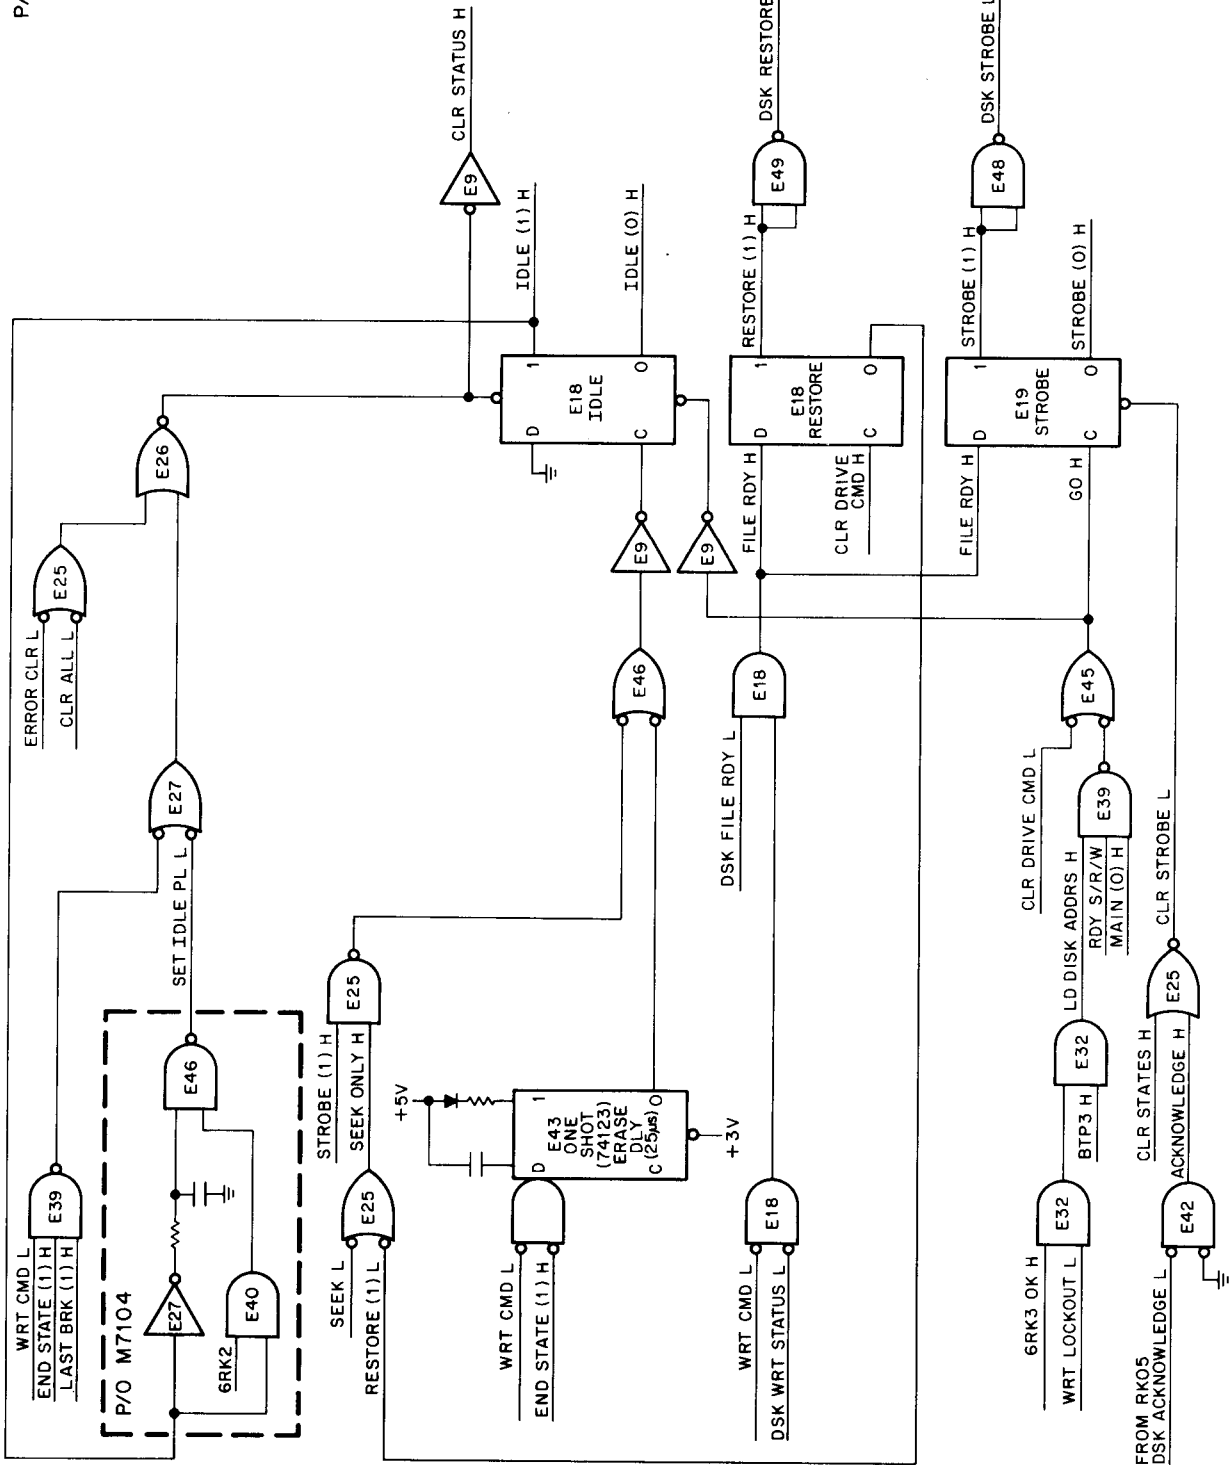 P/
CLR STATUS H
E9
IDLE (1) H
IDLE (0) H
DSK RESTORE
E49
RESTORE (1) H
DSK STROBE L
E48
STROBE (1) H
STROBE (0) H
E26
E25
ERROR CLR L
CLR ALL L
D
1
E18
IDLE
C
0
FILE RDY H
D
1
E18
RESTORE
C
0
CLR DRIVE
CMD H
FILE RDY H
D
1
E19
STROBE
C
0
GO H
E9
E9
E27
SET IDLE PL L
E46
E18
DSK FILE RDY L
E45
CLR DRIVE CMD L
E39
LD DISK ADDRS H
RDY S/R/W
MAIN (0) H
CLR STROBE L
P/O M7104
E46
E27
E40
6RK2
E39
WRT CMD L
END STATE (1) H
LAST BRK (1) H
E25
STROBE (1) H
SEEK ONLY H
E25
SEEK L
RESTORE (1) L
+5V
D
1
E43
ONE
SHOT
(74123)
ERASE
DLY
(25μs)
C
0
+3V
WRT CMD L
END STATE (1) H
E18
WRT CMD L
DSK WRT STATUS L
E32
BTP3 H
E32
6RK3 OK H
WRT LOCKOUT L
E25
CLR STATES H
ACKNOWLEDGE H
E42
FROM RK05
DSK ACKNOWLEDGE L